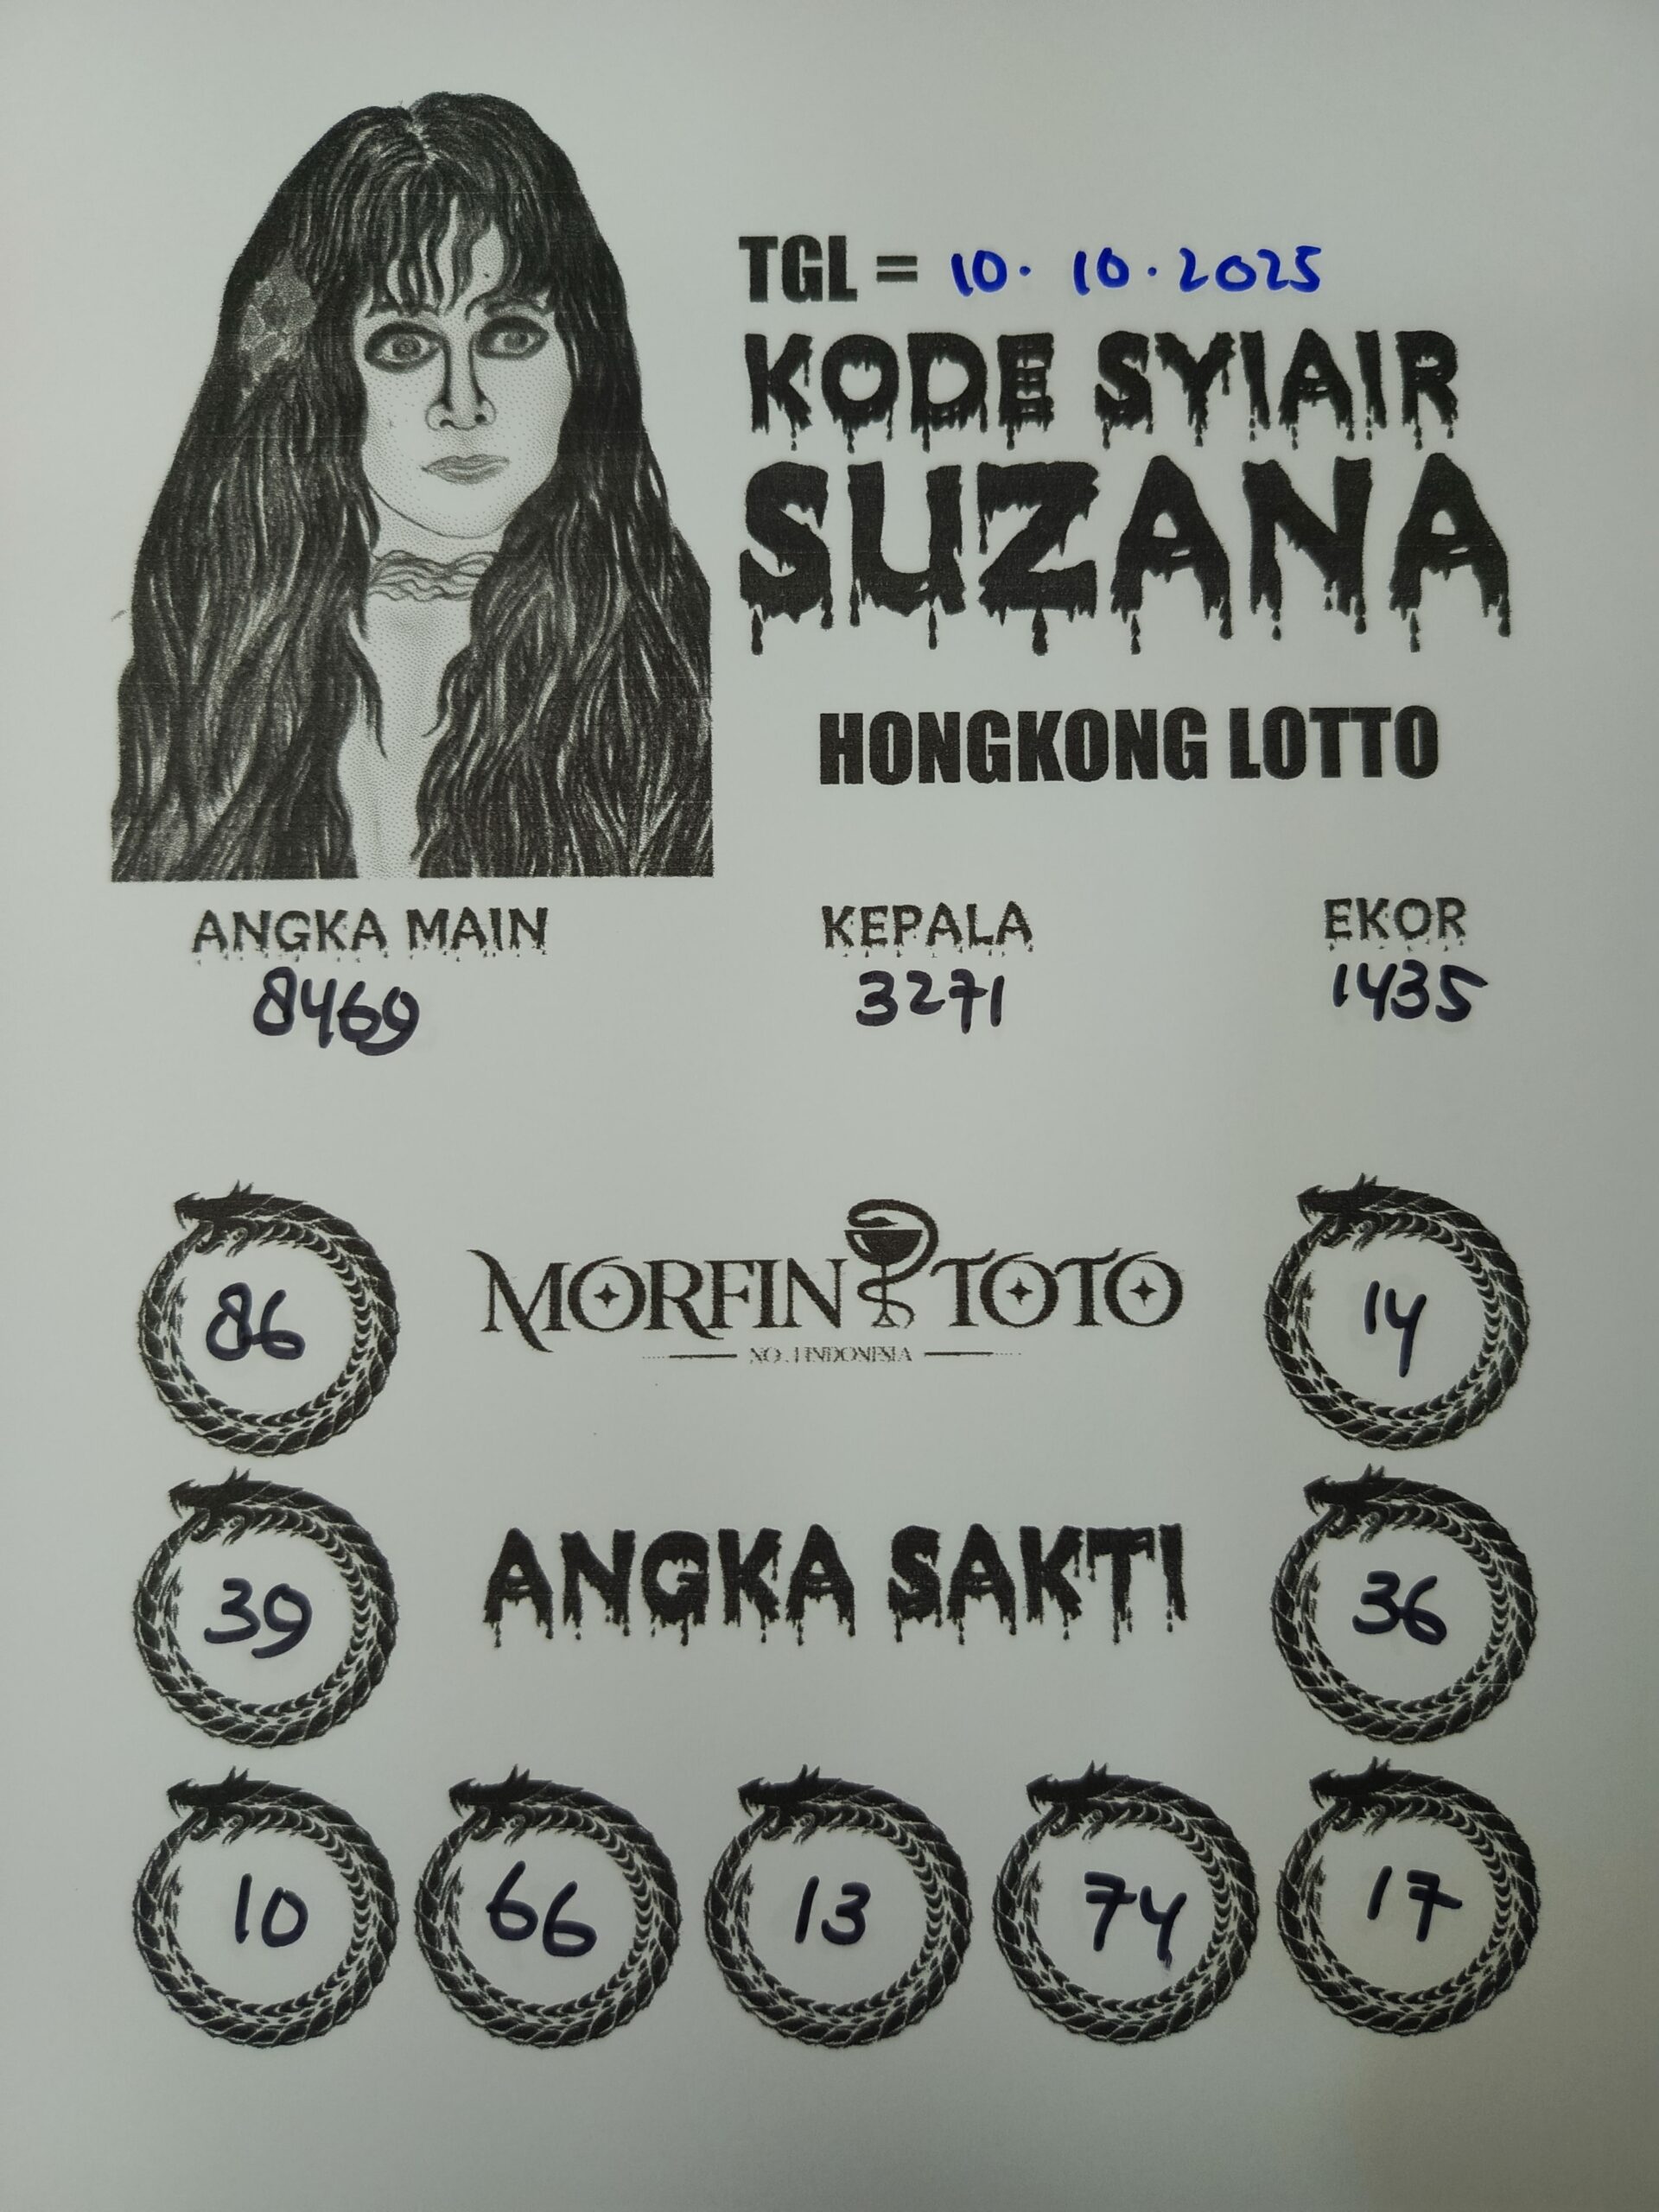 TGL = 10. 10.2025
KODE SYIAIR
SUZANA
HONGKONG LOTTO
ANGKA MAIN KEPALA EKOR
8469 3271 1435
86 MORFIN TOTO 14
NO.1 INDONESIA
39 ANGKA SAKTI 36
10 66 13 74 17